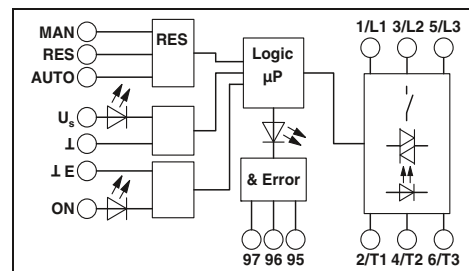 MAN
RES
AUTO
RES
Us
⊥
⊥ E
ON
Logic
µP
& Error
97 96 95
1/L1 3/L2 5/L3
2/T1 4/T2 6/T3